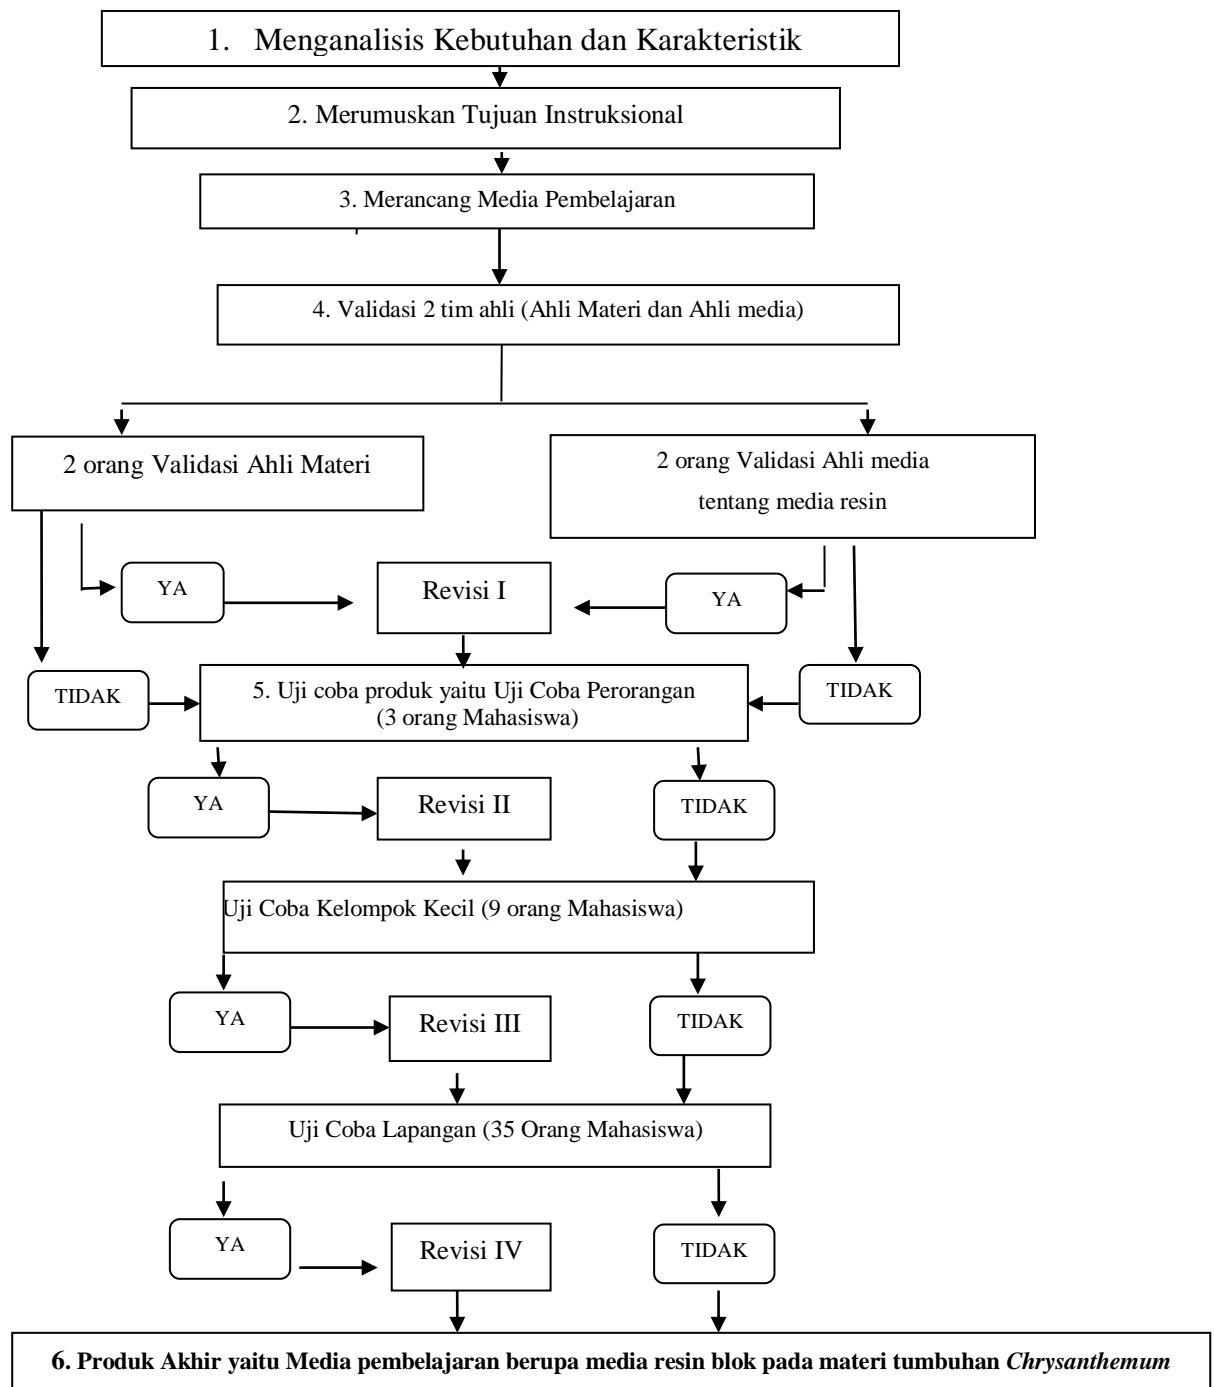 1. Menganalisis Kebutuhan dan Karakteristik
2. Merumuskan Tujuan Instruksional
3. Merancang Media Pembelajaran
4. Validasi 2 tim ahli (Ahli Materi dan Ahli media)
2 orang Validasi Ahli Materi
2 orang Validasi Ahli media
tentang media resin
YA
Revisi I
YA
TIDAK
5. Uji coba produk yaitu Uji Coba Perorangan
(3 orang Mahasiswa)
TIDAK
YA
Revisi II
TIDAK
Uji Coba Kelompok Kecil (9 orang Mahasiswa)
YA
Revisi III
TIDAK
Uji Coba Lapangan (35 Orang Mahasiswa)
YA
Revisi IV
TIDAK
6. Produk Akhir yaitu Media pembelajaran berupa media resin blok pada materi tumbuhan Chrysanthemum